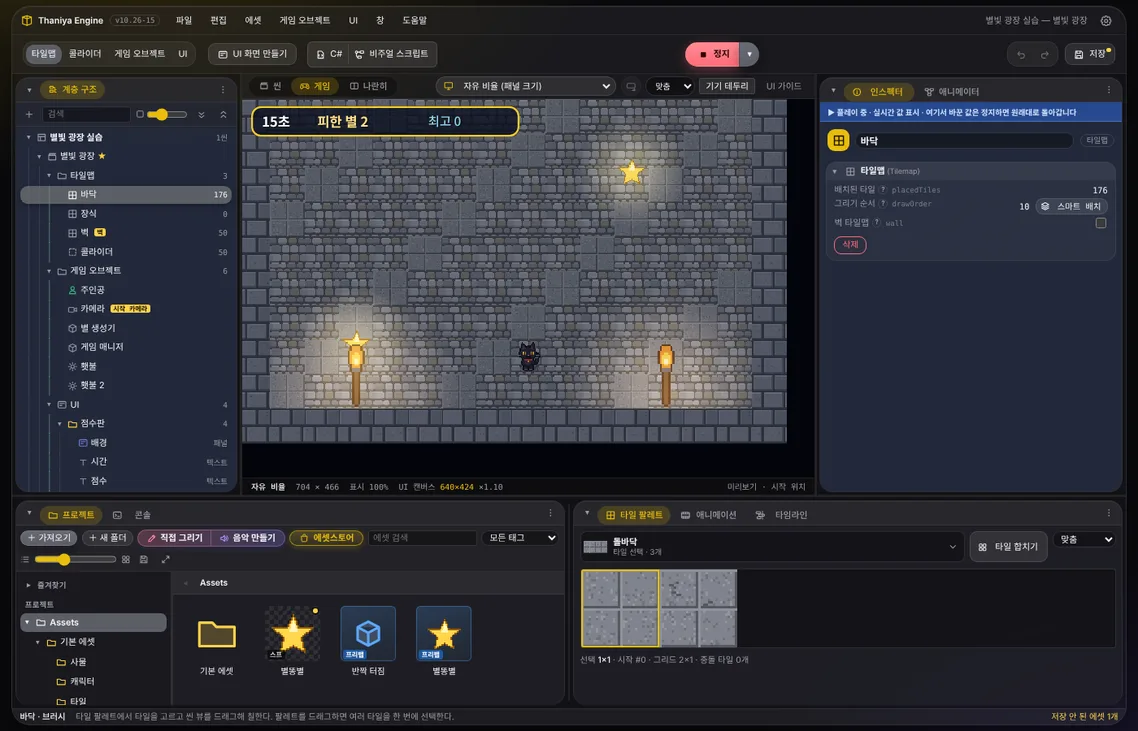 Thaniya Engine v10.26-15 파일 편집 에셋 게임 오브젝트 UI 창 도움말 별빛 광장 실습 — 별빛 광장
타일맵 콜라이더 게임 오브젝트 UI UI 화면 만들기 C# 비주얼 스크립트 정지 저장
계층 구조
검색
별빛 광장 실습 1씬
별빛 광장
타일맵 3
바닥 176
장식 0
벽 벽 50
콜라이더 50
게임 오브젝트 6
주인공
카메라 시작 카메라
별 생성기
게임 매니저
횃불
횃불 2
UI 4
점수판 4
배경 패널
시간 텍스트
점수 텍스트
씬 게임 나란히 자유 비율 (패널 크기) 맞춤 기기 테두리 UI 가이드
15초 피한 별 2 최고 0
자유 비율 704 × 466 표시 100% UI 캔버스 640×424 ×1.10 미리보기 · 시작 위치
인스펙터 애니메이터
▶ 플레이 중 · 실시간 값 표시 · 여기서 바꾼 값은 정지하면 원래대로 돌아갑니다
바닥 타일맵
타일맵 (Tilemap)
배치된 타일 ? placedTiles 176
그리기 순서 ? drawOrder 10 스마트 배치
벽 타일맵 ? wall
삭제
프로젝트 콘솔
+ 가져오기 + 새 폴더 직접 그리기 음악 만들기 에셋스토어 에셋 검색 모든 태그
즐겨찾기
프로젝트
Assets
기본 에셋
사물
캐릭터
타일
Assets
기본 에셋
스프 별똥별
프리팹 반짝 터짐
프리팹 별똥별
타일 팔레트 애니메이션 타임라인
돌바닥
타일 선택 · 3개
타일 합치기 맞춤
선택 1×1 · 시작 #0 · 그리드 2×1 · 충돌 타일 0개
바닥 · 브러시 타일 팔레트에서 타일을 고르고 씬 뷰를 드래그해 칠한다. 팔레트를 드래그하면 여러 타일을 한 번에 선택한다. 저장 안 된 에셋 1개